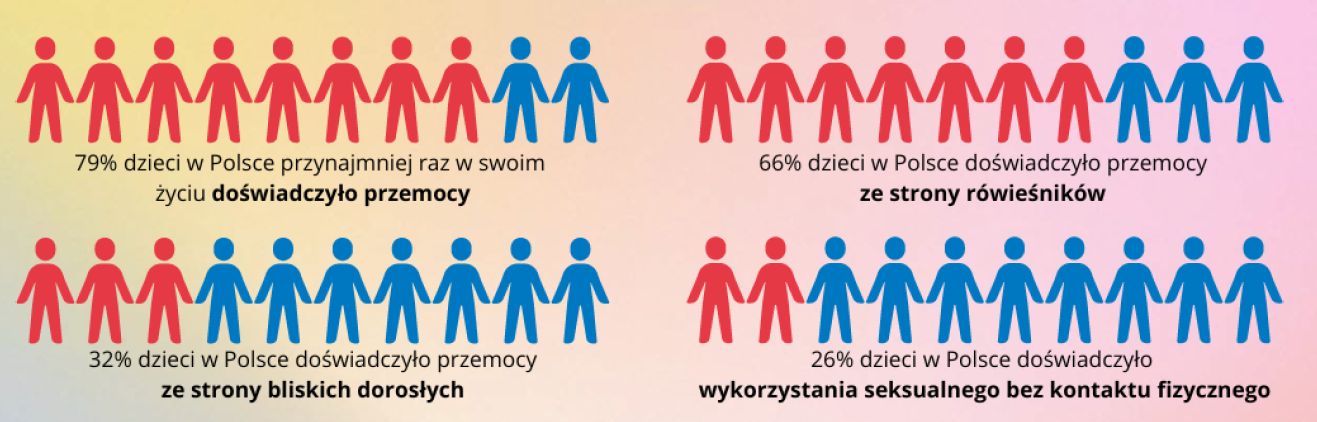 79% dzieci w Polsce przynajmniej raz w swoim
życiu doświadczyło przemocy
66% dzieci w Polsce doświadczyło przemocy
ze strony rówieśników
32% dzieci w Polsce doświadczyło przemocy
ze strony bliskich dorosłych
26% dzieci w Polsce doświadczyło
wykorzystania seksualnego bez kontaktu fizycznego